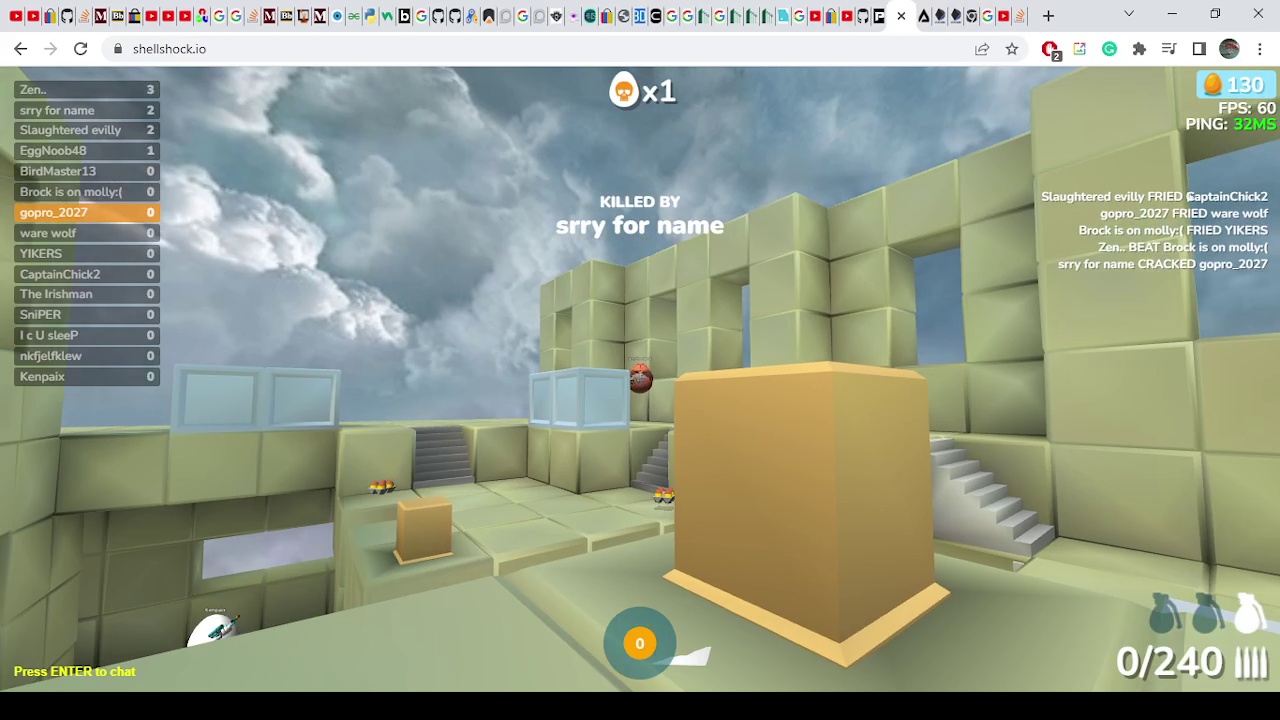 shellshock.io
2
Zen.. 3
srry for name 2
Slaughtered evilly 2
EggNoob48 1
BirdMaster13 0
Brock is on molly:( 0
gopro_2027 0
ware wolf 0
YIKERS 0
CaptainChick2 0
The Irishman 0
SniPER 0
I c U sleeP 0
nkfjelfklew 0
Kenpaix 0
x1
KILLED BY
srry for name
130
FPS: 60
PING: 32MS
Slaughtered evilly FRIED CaptainChick2
gopro_2027 FRIED ware wolf
Brock is on molly:( FRIED YIKERS
Zen.. BEAT Brock is on molly:(
srry for name CRACKED gopro_2027
Kenpaix
0
0/240
Press ENTER to chat